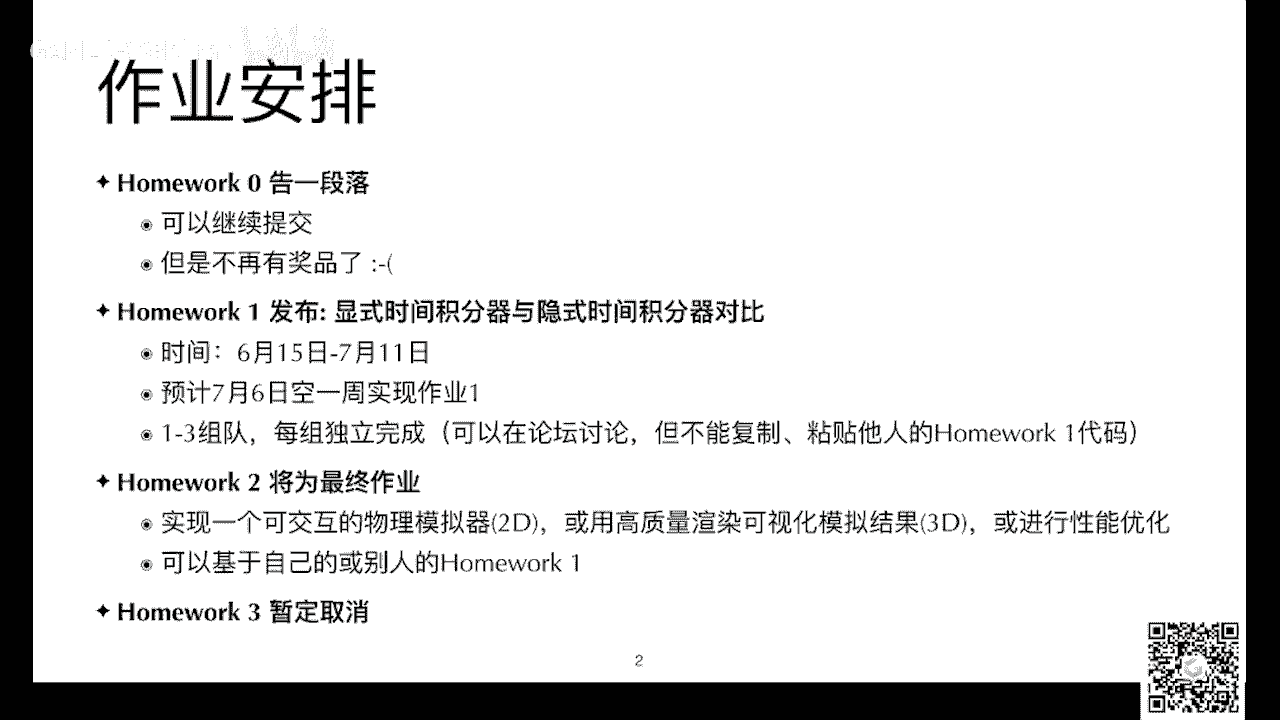 作业安排
✦ Homework 0 告一段落
◉ 可以继续提交
◉ 但是不再有奖品了 :-(
✦ Homework 1 发布: 显式时间积分器与隐式时间积分器对比
◉ 时间：6月15日-7月11日
◉ 预计7月6日空一周实现作业1
◉ 1-3组队，每组独立完成（可以在论坛讨论，但不能复制、粘贴他人的Homework 1代码）
✦ Homework 2 将为最终作业
◉ 实现一个可交互的物理模拟器(2D)，或用高质量渲染可视化模拟结果(3D)，或进行性能优化
◉ 可以基于自己的或别人的Homework 1
✦ Homework 3 暂定取消
2